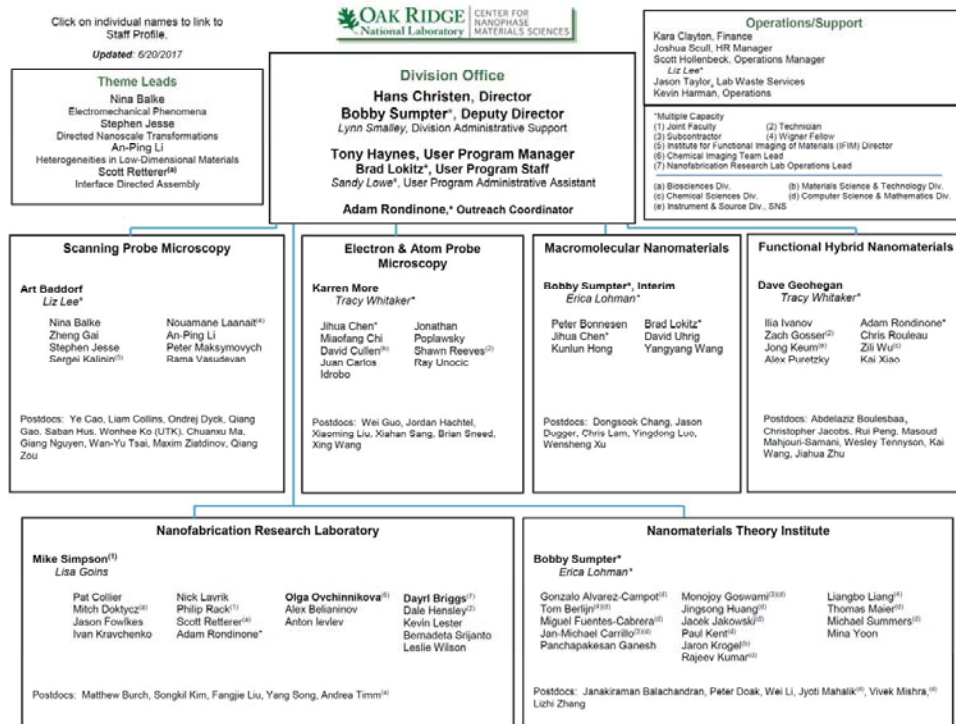 Click on individual names to link to
Staff Profile.
Updated: 6/20/2017
OAK RIDGE
National Laboratory
CENTER FOR
NANOPHASE
MATERIALS SCIENCES
Theme Leads
Nina Balke
Electromechanical Phenomena
Stephen Jesse
Directed Nanoscale Transformations
An-Ping Li
Heterogeneities in Low-Dimensional Materials
Scott Retterer(a)
Interface Directed Assembly
Division Office
Hans Christen, Director
Bobby Sumpter*, Deputy Director
Lynn Smalley, Division Administrative Support
Tony Haynes, User Program Manager
Brad Lokitz*, User Program Staff
Sandy Lowe*, User Program Administrative Assistant
Adam Rondinone,* Outreach Coordinator
Operations/Support
Kara Clayton, Finance
Joshua Scull, HR Manager
Scott Hollenbeck, Operations Manager
Liz Lee*
Jason Taylor, Lab Waste Services
Kevin Harman, Operations
*Multiple Capacity
(1) Joint Faculty (2) Technician
(3) Subcontractor (4) Wigner Fellow
(5) Institute for Functional Imaging of Materials (IFIM) Director
(6) Chemical Imaging Team Lead
(7) Nanofabrication Research Lab Operations Lead
(a) Biosciences Div. (b) Materials Science & Technology Div.
(c) Chemical Sciences Div. (d) Computer Science & Mathematics Div.
(e) Instrument & Source Div., SNS
Scanning Probe Microscopy
Art Baddorf
Liz Lee*
Nina Balke Nouamane Laanait(4)
Zheng Gai An-Ping Li
Stephen Jesse Peter Maksymovych
Sergei Kalinin(5) Rama Vasudevan
Postdocs: Ye Cao, Liam Collins, Ondrej Dyck, Qiang
Gao, Saban Hus, Wonhee Ko (UTK), Chuanxu Ma,
Giang Nguyen, Wan-Yu Tsai, Maxim Ziatdinov, Qiang
Zou
Electron & Atom Probe
Microscopy
Karren More
Tracy Whitaker*
Jihua Chen* Jonathan
Miaofang Chi Poplawsky
David Cullen(b) Shawn Reeves(2)
Juan Carlos Ray Unocic
Idrobo
Postdocs: Wei Guo, Jordan Hachtel,
Xiaoming Liu, Xiahan Sang, Brian Sneed,
Xing Wang
Macromolecular Nanomaterials
Bobby Sumpter*, Interim
Erica Lohman*
Peter Bonnesen Brad Lokitz*
Jihua Chen* David Uhrig
Kunlun Hong Yangyang Wang
Postdocs: Dongsook Chang, Jason
Dugger, Chris Lam, Yingdong Luo,
Wensheng Xu
Functional Hybrid Nanomaterials
Dave Geohegan
Tracy Whitaker*
Ilia Ivanov Adam Rondinone*
Zach Gosser(2) Chris Rouleau
Jong Keum(e) Zili Wu(c)
Alex Puretzky Kai Xiao
Postdocs: Abdelaziz Boulesbaa,
Christopher Jacobs, Rui Peng, Masoud
Mahjouri-Samani, Wesley Tennyson, Kai
Wang, Jiahua Zhu
Nanofabrication Research Laboratory
Mike Simpson(1)
Lisa Goins
Pat Collier Nick Lavrik Olga Ovchinnikova(6) Dayrl Briggs(7)
Mitch Doktycz(a) Philip Rack(1) Alex Belianinov Dale Hensley(2)
Jason Fowlkes Scott Retterer(a) Anton Ievlev Kevin Lester
Ivan Kravchenko Adam Rondinone* Bernadeta Srijanto
Leslie Wilson
Postdocs: Matthew Burch, Songkil Kim, Fangjie Liu, Yang Song, Andrea Timm(a)
Nanomaterials Theory Institute
Bobby Sumpter*
Erica Lohman*
Gonzalo Alvarez-Campot(d) Monojoy Goswami(3)(d) Liangbo Liang(4)
Tom Berlijn(4)(d) Jingsong Huang(d) Thomas Maier(d)
Miguel Fuentes-Cabrera(d) Jacek Jakowski(d) Michael Summers(d)
Jan-Michael Carrillo(3)(d) Paul Kent(d) Mina Yoon
Panchapakesan Ganesh Jaron Krogel(b)
Rajeev Kumar(d)
Postdocs: Janakiraman Balachandran, Peter Doak, Wei Li, Jyoti Mahalik(d), Vivek Mishra,(d)
Lizhi Zhang